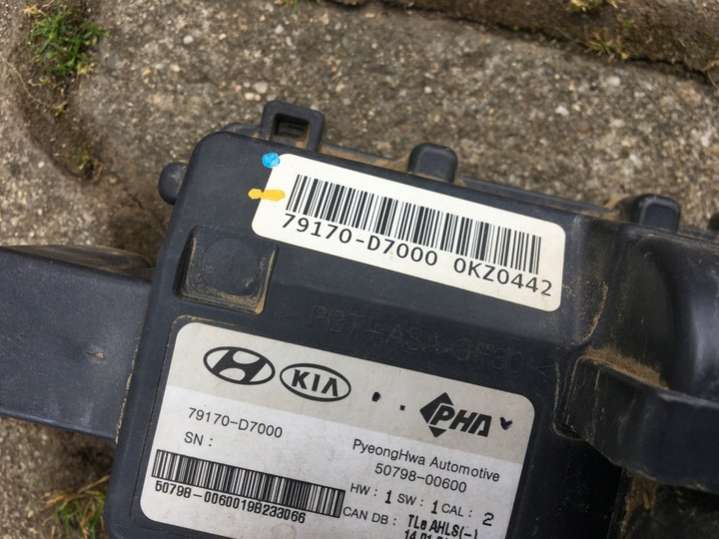 79170-D7000 0KZ0442
KIA
PHA
79170-D7000
SN :
PyeongHwa Automotive
50798-00600
HW : 1 SW : 1 CAL : 2
50798-0060019B233066
CAN DB : TLe AHLS(-)